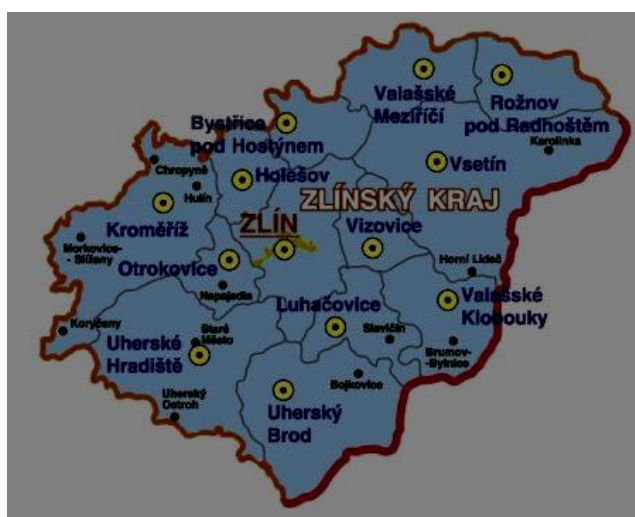 Valašské
Meziříčí
Rožnov
pod Radhoštěm
Karolinka
Bystřice
pod Hostýnem
Chropyně
Holešov
Hulín
Vsetín
ZLÍNSKÝ KRAJ
Kroměříž
ZLÍN
Vizovice
Morkovice-
-Slížany
Otrokovice
Horní Lideč
Napajedla
Luhačovice
Valašské
Klobouky
Koryčany
Staré
Město
Slavičín
Uherské
Hradiště
Brumov-
-Bylnice
Bojkovice
Uherský
Ostroh
Uherský
Brod